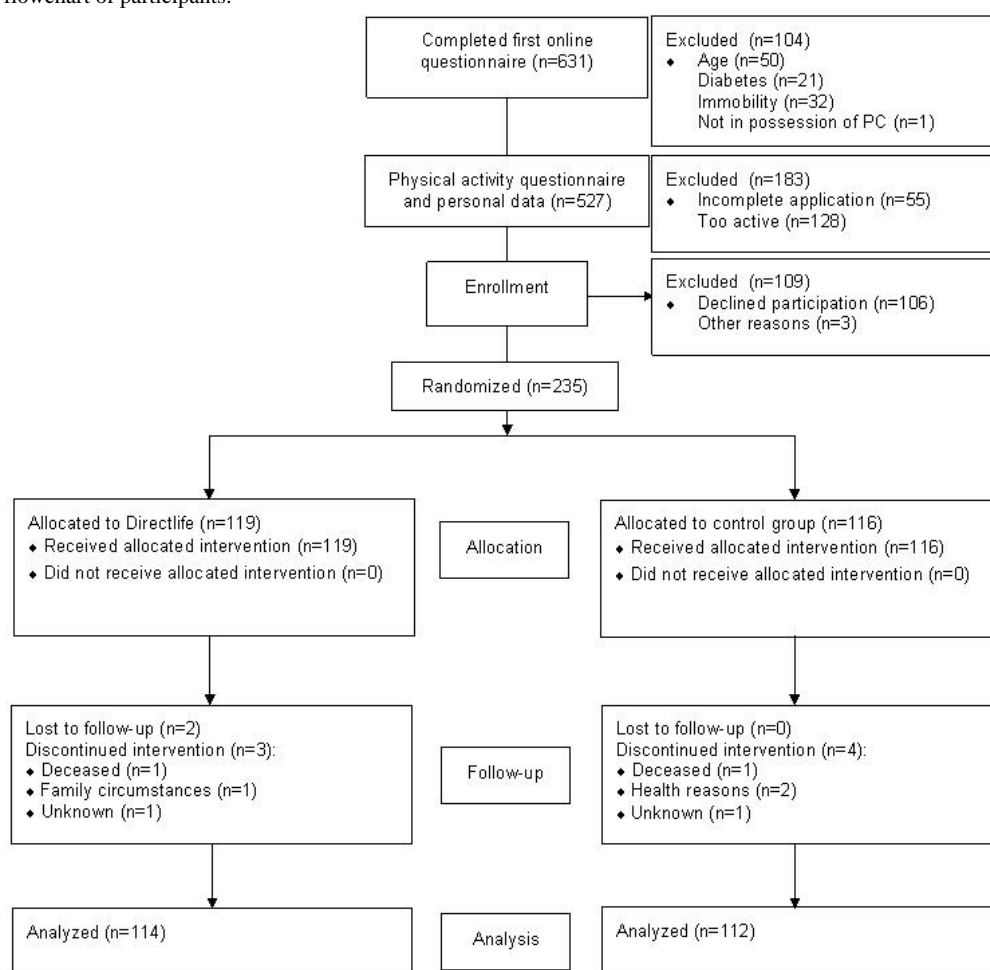 flowchart of participants.
Completed first online
questionnaire (n=631)
Excluded (n=104)
◆ Age (n=50)
Diabetes (n=21)
Immobility (n=32)
Not in possession of PC (n=1)
Physical activity questionnaire
and personal data (n=527)
Excluded (n=183)
◆ Incomplete application (n=55)
Too active (n=128)
Enrollment
Excluded (n=109)
◆ Declined participation (n=106)
Other reasons (n=3)
Randomized (n=235)
Allocated to Directlife (n=119)
◆ Received allocated intervention (n=119)
◆ Did not receive allocated intervention (n=0)
Allocation
Allocated to control group (n=116)
◆ Received allocated intervention (n=116)
◆ Did not receive allocated intervention (n=0)
Lost to follow-up (n=2)
Discontinued intervention (n=3):
◆ Deceased (n=1)
◆ Family circumstances (n=1)
◆ Unknown (n=1)
Follow-up
Lost to follow-up (n=0)
Discontinued intervention (n=4):
◆ Deceased (n=1)
◆ Health reasons (n=2)
◆ Unknown (n=1)
Analyzed (n=114)
Analysis
Analyzed (n=112)